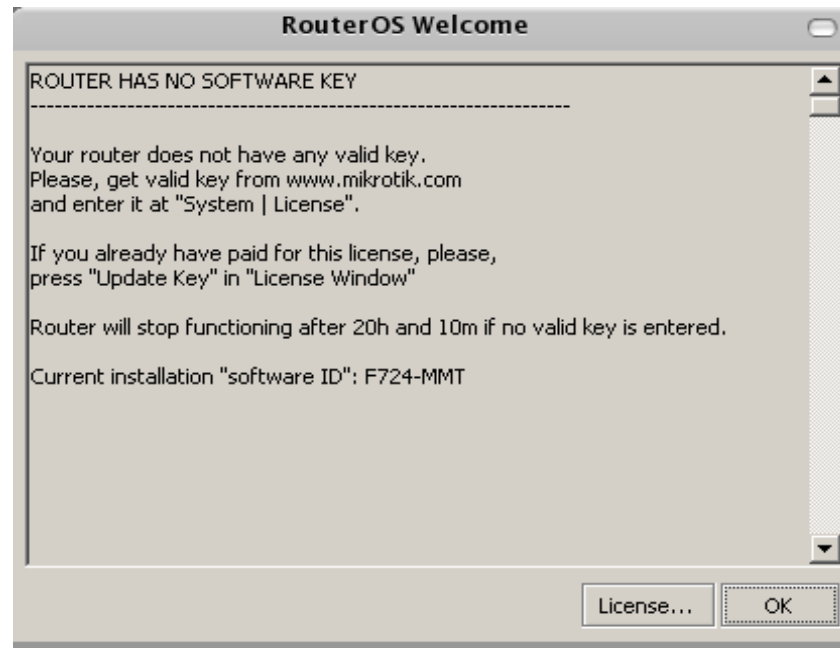 RouterOS Welcome
ROUTER HAS NO SOFTWARE KEY
------------------------------------------------------------------
Your router does not have any valid key.
Please, get valid key from www.mikrotik.com
and enter it at "System | License".
If you already have paid for this license, please,
press "Update Key" in "License Window"
Router will stop functioning after 20h and 10m if no valid key is entered.
Current installation "software ID": F724-MMT
License...
OK